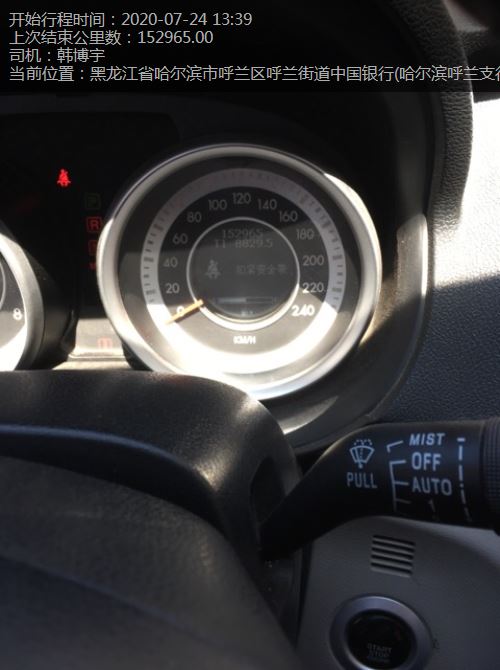 开始行程时间：2020-07-24 13:39
上次结束公里数：152965.00
司机：韩博宇
当前位置：黑龙江省哈尔滨市呼兰区呼兰街道中国银行(哈尔滨呼兰支行
0 20 40 60 80 100 120 140 160 180 200 220 240
152965
T1 8829.5
KM/H
P
R
8
MIST
OFF
AUTO
PULL
START
STOP